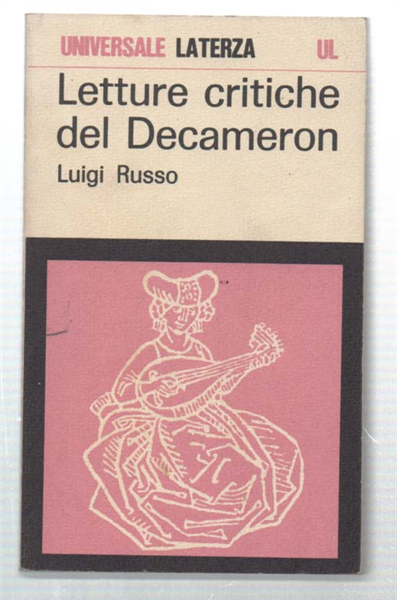 UNIVERSALE LATERZA UL
Letture critiche
del Decameron
Luigi Russo